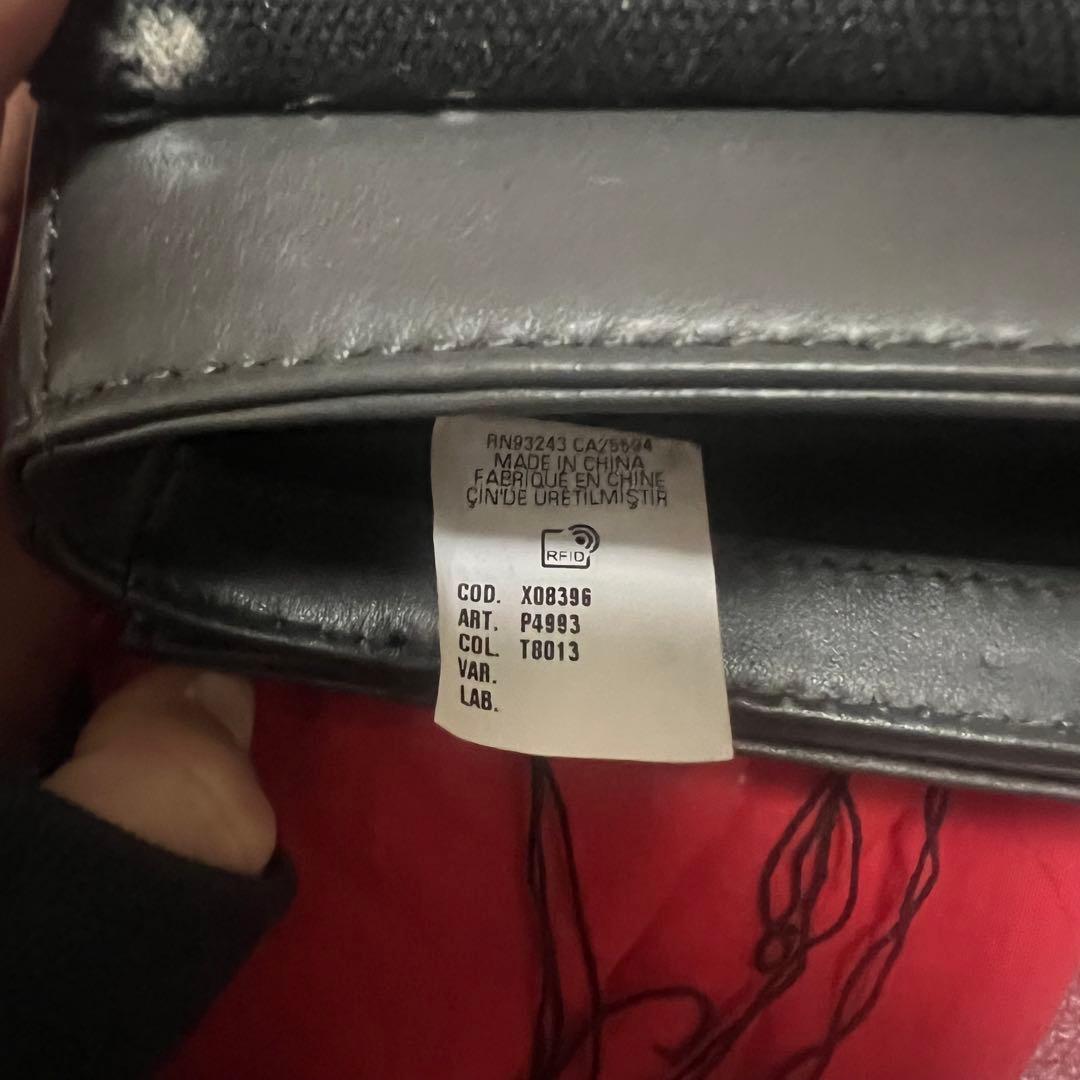 RN93243 CA25594
MADE IN CHINA
FABRIQUE EN CHINE
ÇIN'DE ÜRETILMIŞTIR
RFID
COD. X08396
ART. P4993
COL. T8013
VAR.
LAB.